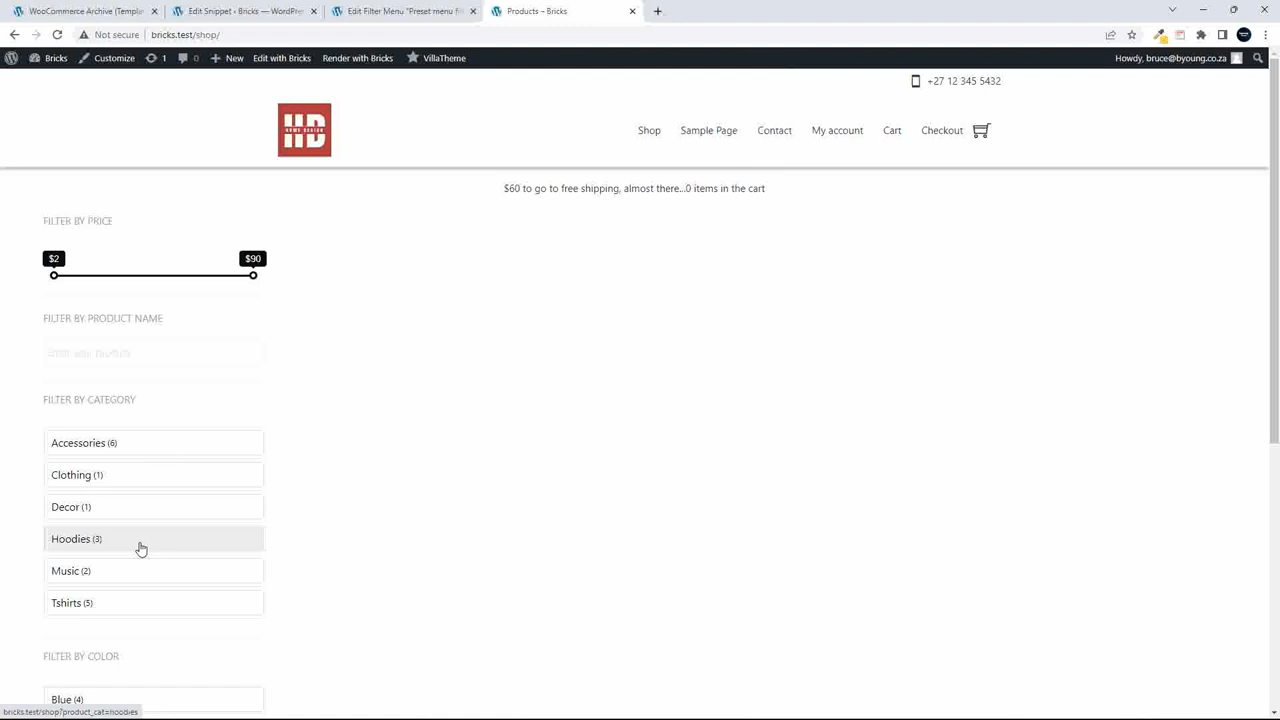 WooCommerce Archive (Templat
Edit Snippet ‹ Bricks — WordPre
Edit Filter Menu "Preset menu fi
Products – Bricks
Not secure
bricks.test/shop/
Bricks
Customize
1
0
New
Edit with Bricks
Render with Bricks
VillaTheme
Howdy, bruce@byoung.co.za
+27 12 345 5432
HD
HOME DESIGN
Shop
Sample Page
Contact
My account
Cart
Checkout
$60 to go to free shipping, almost there...0 items in the cart
FILTER BY PRICE
$2
$90
FILTER BY PRODUCT NAME
FILTER BY CATEGORY
Accessories (6)
Clothing (1)
Decor (1)
Hoodies (3)
Music (2)
Tshirts (5)
FILTER BY COLOR
Blue (4)
bricks.test/shop?product_cat=hoodies